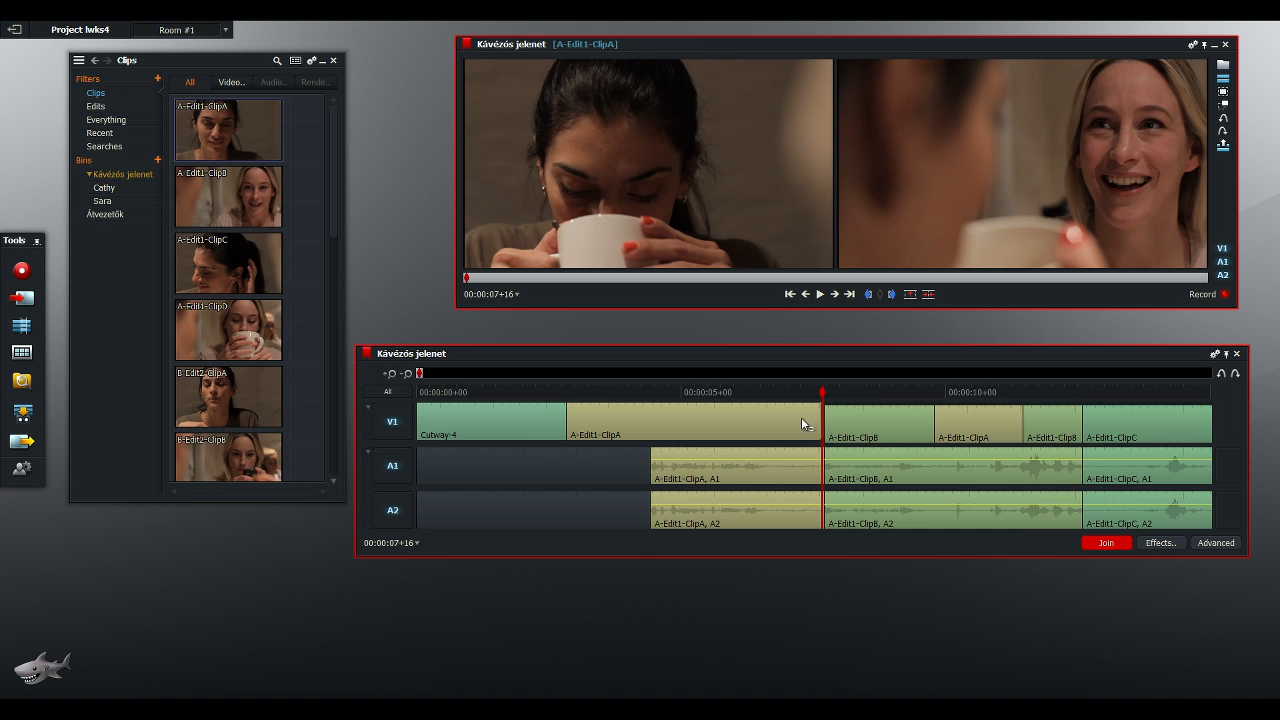 Project lwks4
Room #1
Clips
Filters +
Clips
Edits
Everything
Recent
Searches
Bins +
Kávézós jelenet
Cathy
Sara
Átvezetők
All Video.. Audio.. Rende..
A-Edit1-ClipA
A-Edit1-ClipB
A-Edit1-ClipC
A-Edit1-ClipD
B-Edit2-ClipA
B-Edit2-ClipB
Tools
Kávézós jelenet [A-Edit1-ClipA]
V1
A1
A2
00:00:07+16
Record
Kávézós jelenet
All 00:00:00+00 00:00:05+00 00:00:10+00
V1 Cutway-4 A-Edit1-ClipA A-Edit1-ClipB A-Edit1-ClipA A-Edit1-ClipB A-Edit1-ClipC
A1 A-Edit1-ClipA, A1 A-Edit1-ClipB, A1 A-Edit1-ClipC, A1
A2 A-Edit1-ClipA, A2 A-Edit1-ClipB, A2 A-Edit1-ClipC, A2
00:00:07+16 Join Effects.. Advanced